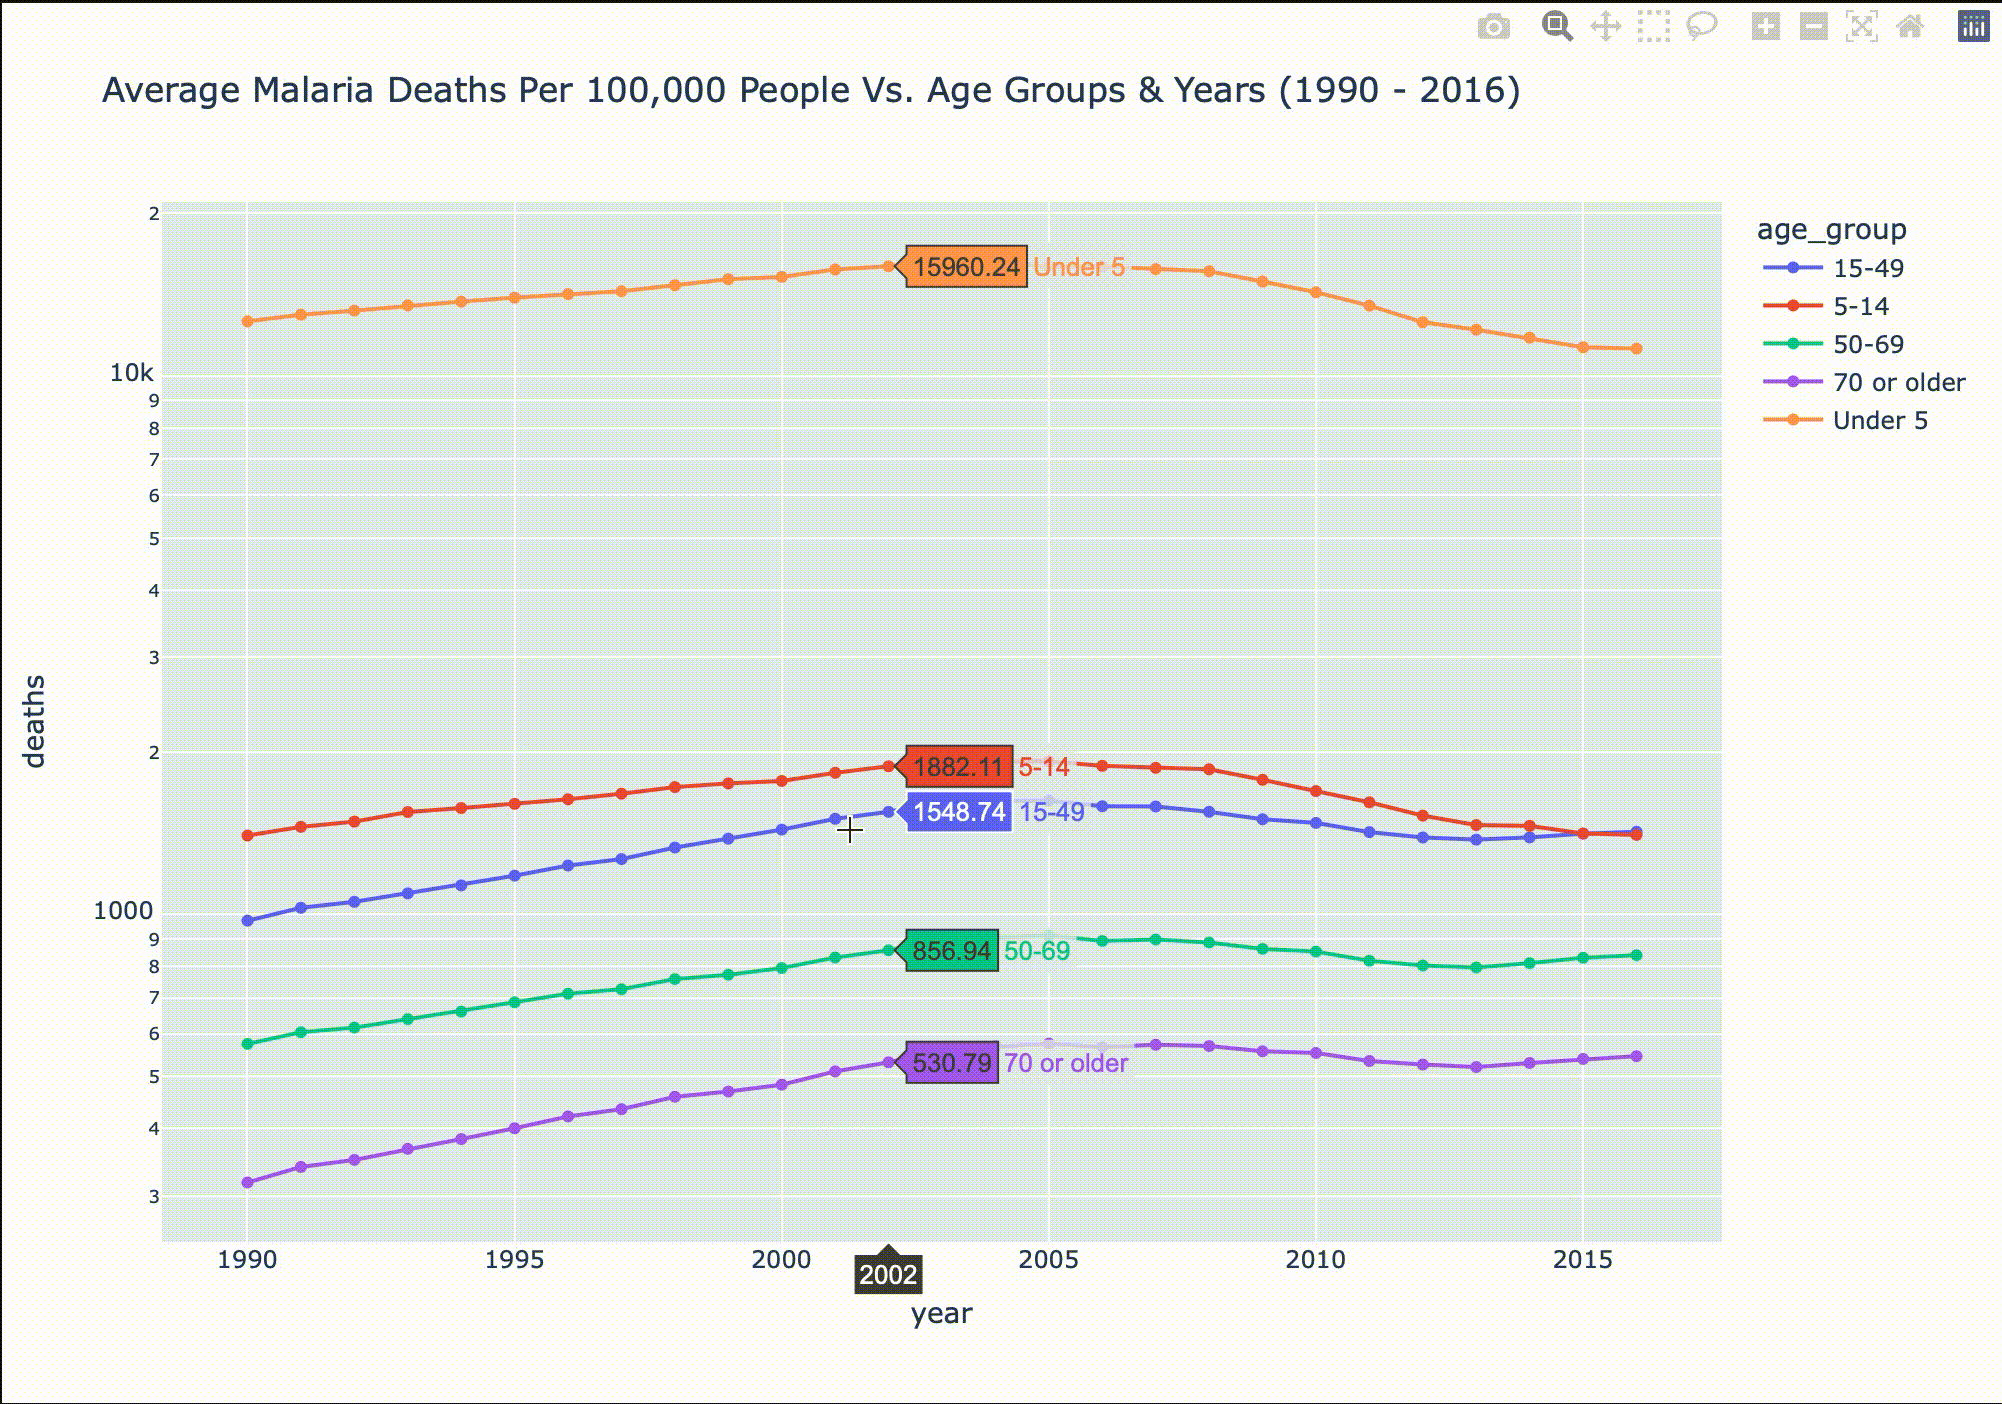 Average Malaria Deaths Per 100,000 People Vs. Age Groups & Years (1990 - 2016)
2
10k
9
8
7
6
5
4
3
2
1000
9
8
7
6
5
4
3
deaths
15960.24 Under 5
1882.11 5-14
1548.74 15-49
856.94 50-69
530.79 70 or older
1990 1995 2000 2005 2010 2015
2002
year
age_group
15-49
5-14
50-69
70 or older
Under 5